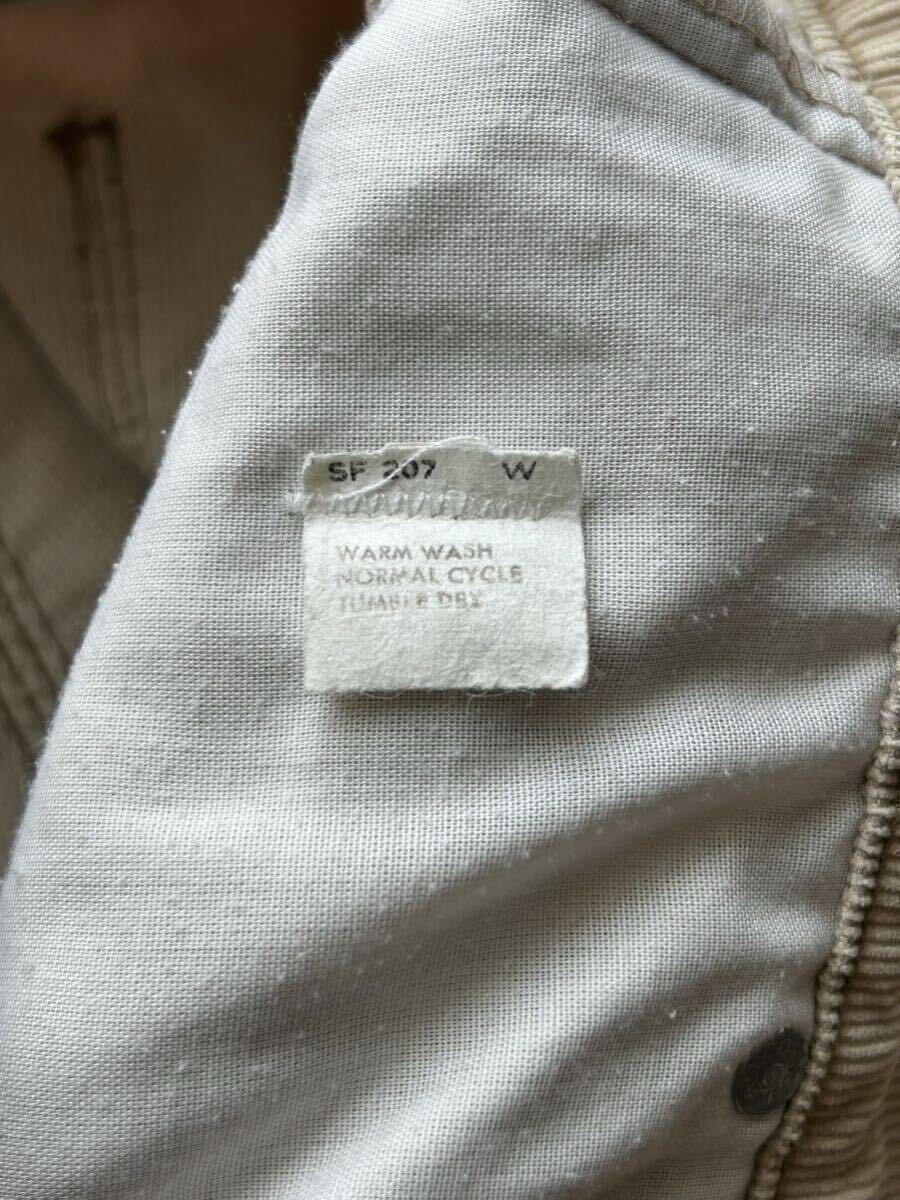 SF 207 W
WARM WASH
NORMAL CYCLE
TUMBLE DRY